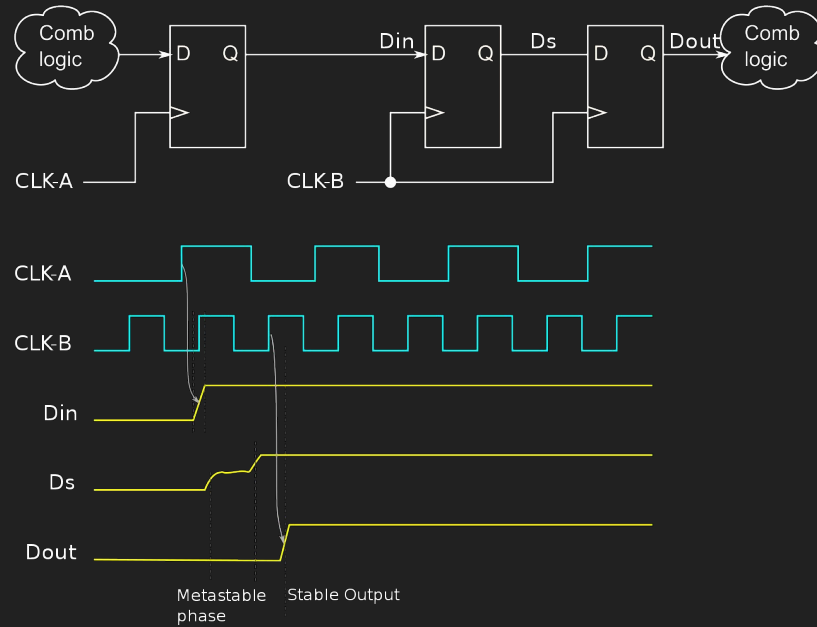 Comb
logic
D Q
Din
D Q
Ds
D Q
Dout
Comb
logic
CLK-A
CLK-B
CLK-A
CLK-B
Din
Ds
Dout
Metastable
phase
Stable Output